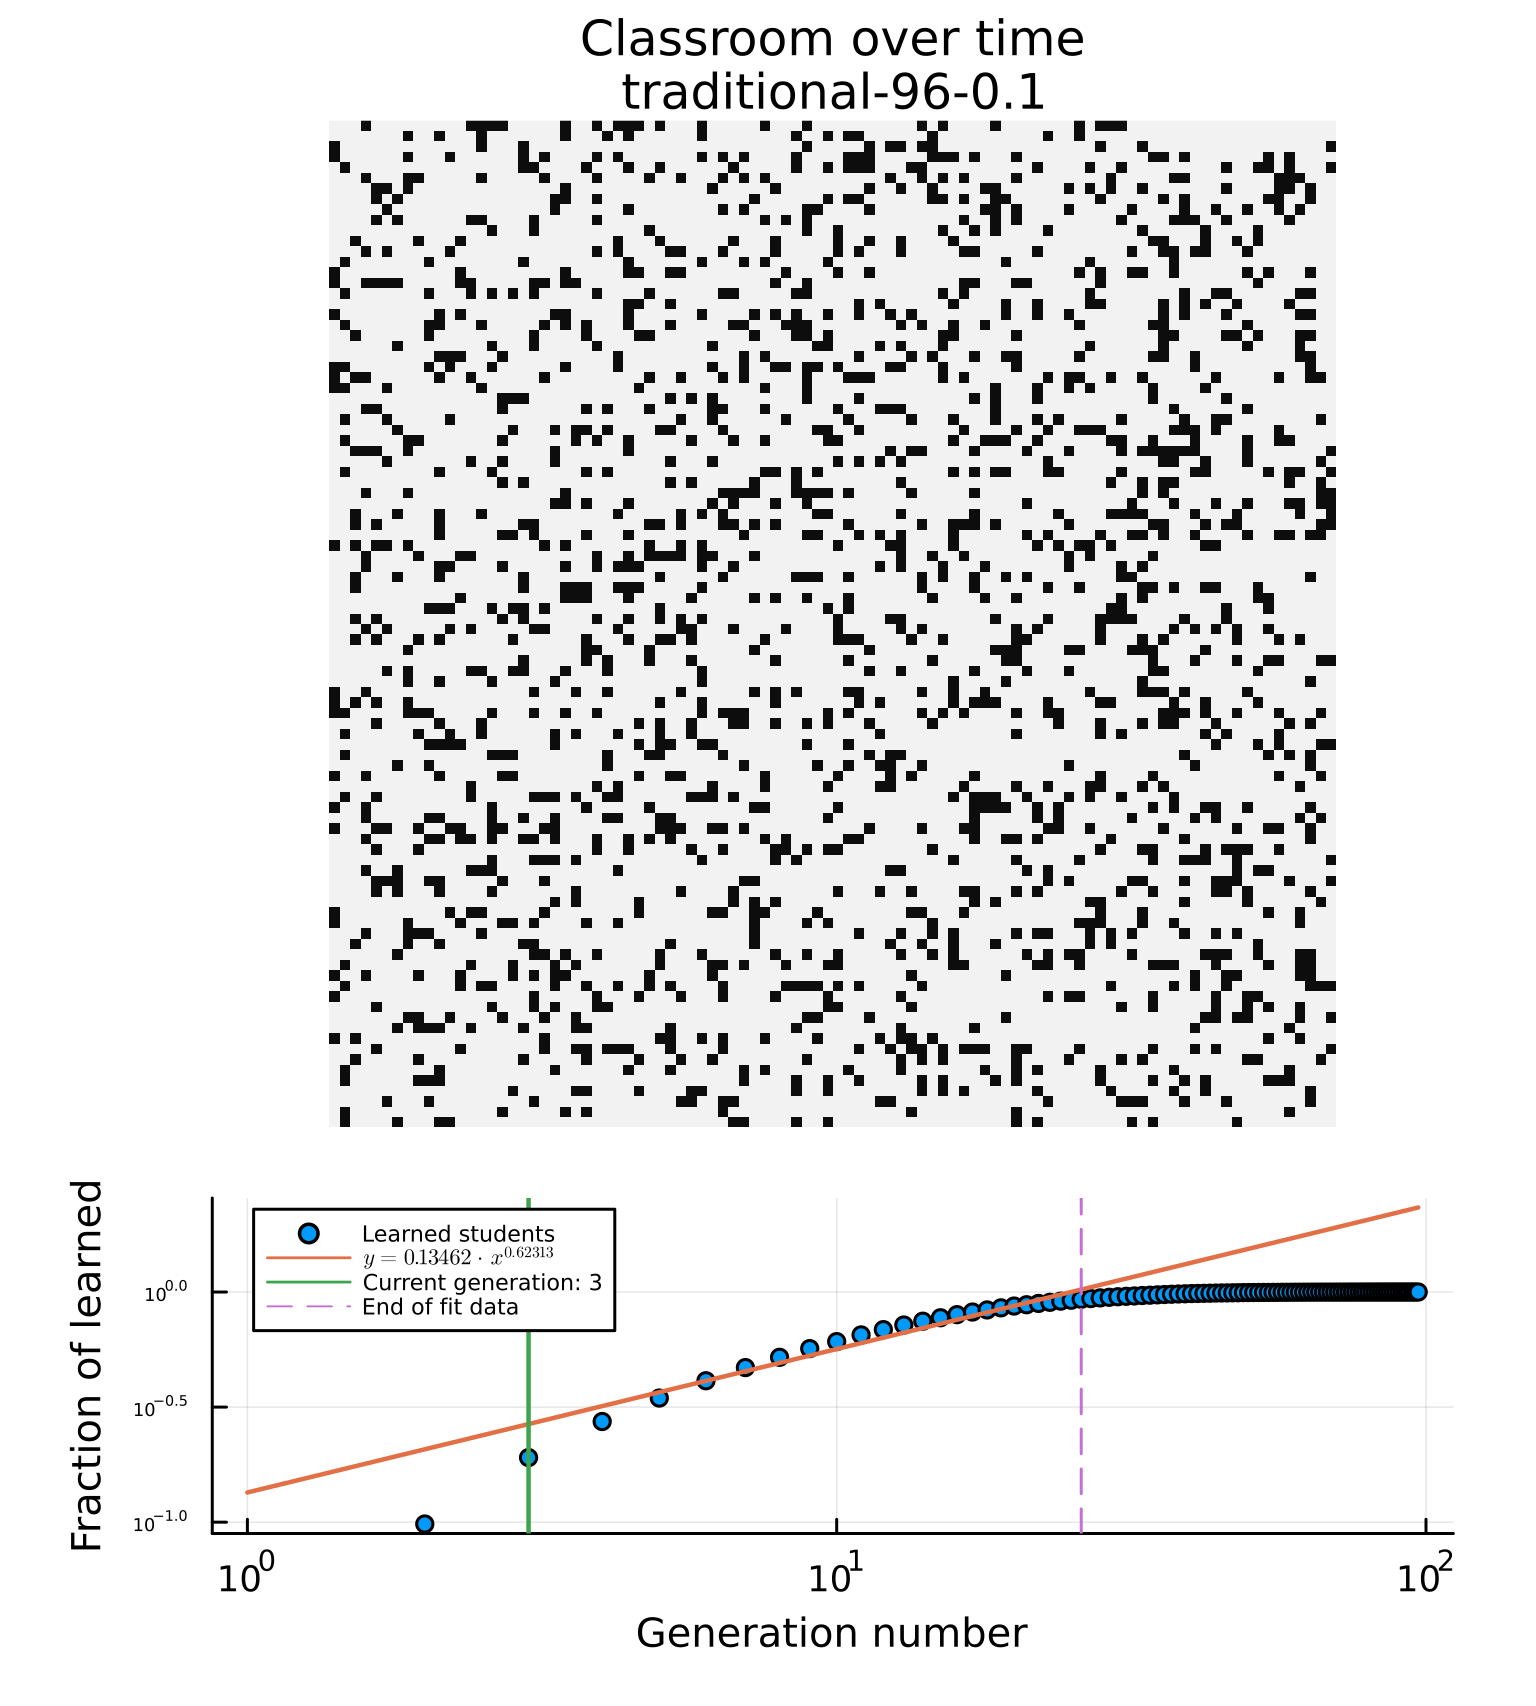 Classroom over time
traditional-96-0.1
Fraction of learned
Learned students
y = 0.13462 · x^0.62313
Current generation: 3
End of fit data
10^0.0
10^−0.5
10^−1.0
10^0
10^1
10^2
Generation number